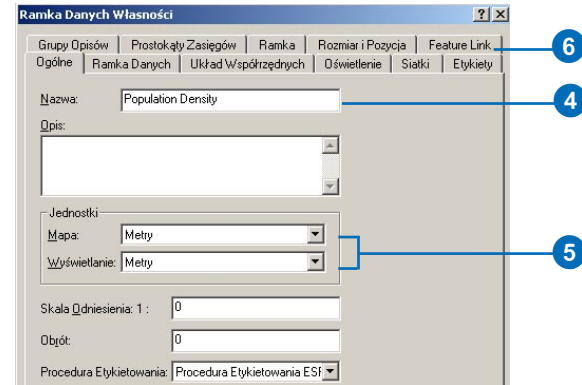 Ramka Danych Własności
Grupy Opisów Prostokąty Zasięgów Ramka Rozmiar i Pozycja Feature Link
6
Ogólne Ramka Danych Układ Współrzędnych Oświetlenie Siatki Etykiety
Nazwa: Population Density
4
Opis:
Jednostki
Mapa: Metry
5
Wyświetlanie: Metry
Skala Odniesienia: 1 : 0
Obrót: 0
Procedura Etykietowania: Procedura Etykietowania ESF